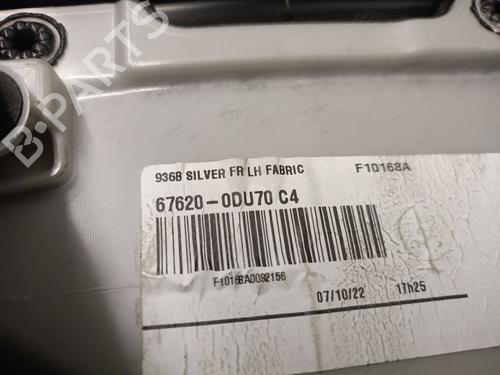 B-PARTS
936B SILVER FR LH FABRIC F10168A
67620-0DU70 C4
F10168A0092156
07/10/22 17h25